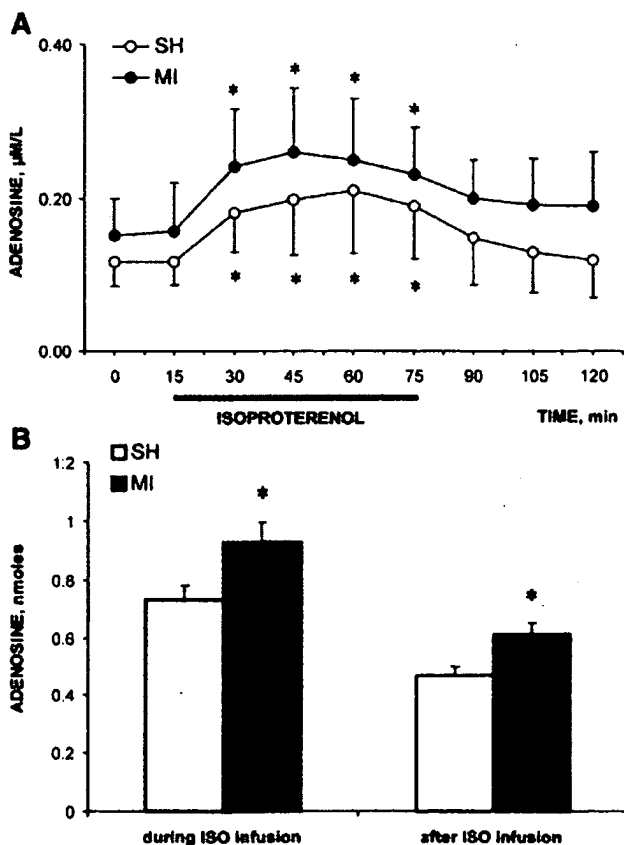 A
SH
MI
0.40
0.20
0.00
ADENOSINE, µM/L
* * * *
* * * *
0 15 30 45 60 75 90 105 120
ISOPROTERENOL TIME, min
B
SH
MI
1.2
1
0.8
0.6
0.4
0.2
0
ADENOSINE, nmoles
*
*
during ISO infusion after ISO infusion